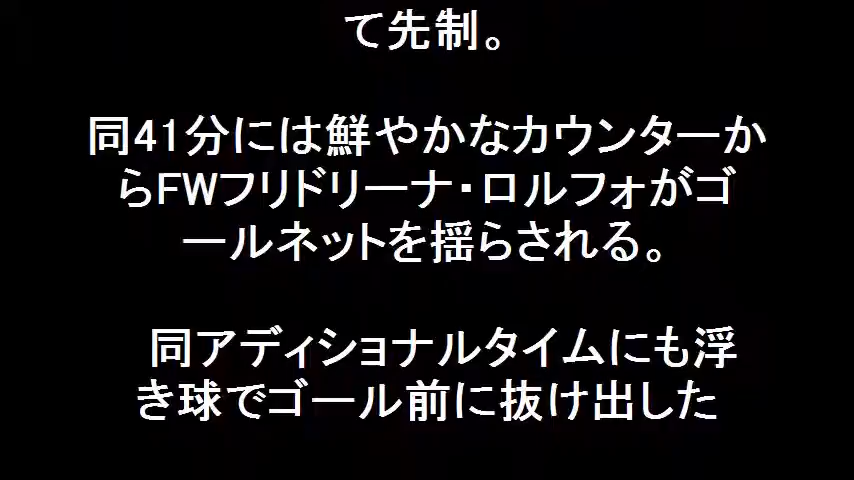 て先制。
同41分には鮮やかなカウンターか
らFWフリドリーナ・ロルフォがゴ
ールネットを揺らされる。
同アディショナルタイムにも浮
き球でゴール前に抜け出した